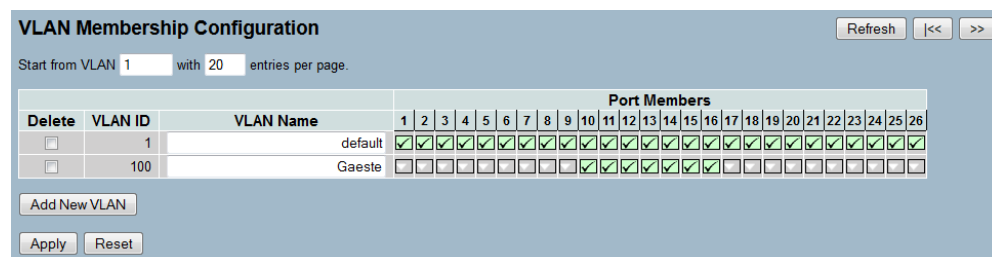 VLAN Membership Configuration
Refresh |<< >>
Start from VLAN 1 with 20 entries per page.
Port Members
Delete VLAN ID VLAN Name 1 2 3 4 5 6 7 8 9 10 11 12 13 14 15 16 17 18 19 20 21 22 23 24 25 26
1 default
100 Gaeste
Add New VLAN
Apply Reset